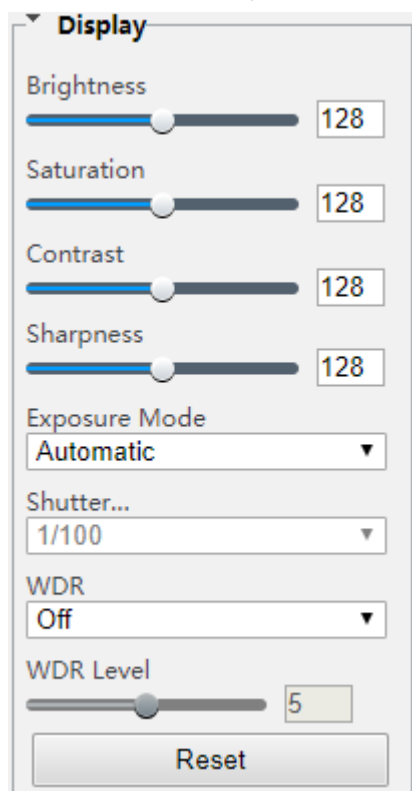 Display
Brightness
128
Saturation
128
Contrast
128
Sharpness
128
Exposure Mode
Automatic
Shutter...
1/100
WDR
Off
WDR Level
5
Reset